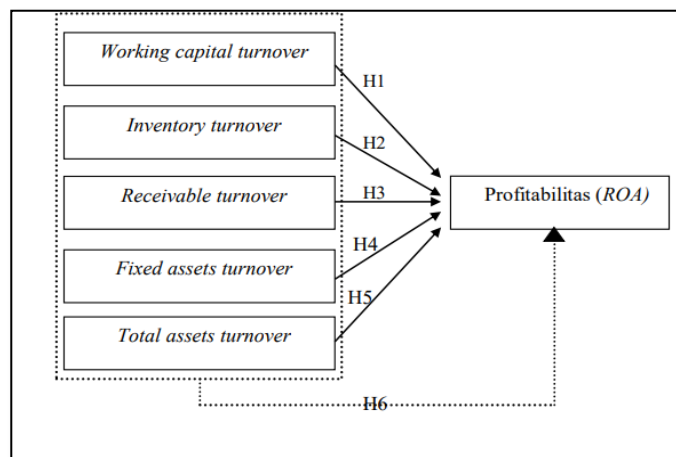 Working capital turnover
H1
Inventory turnover
H2
Receivable turnover
H3
Profitabilitas (ROA)
Fixed assets turnover
H4
H5
Total assets turnover
H6